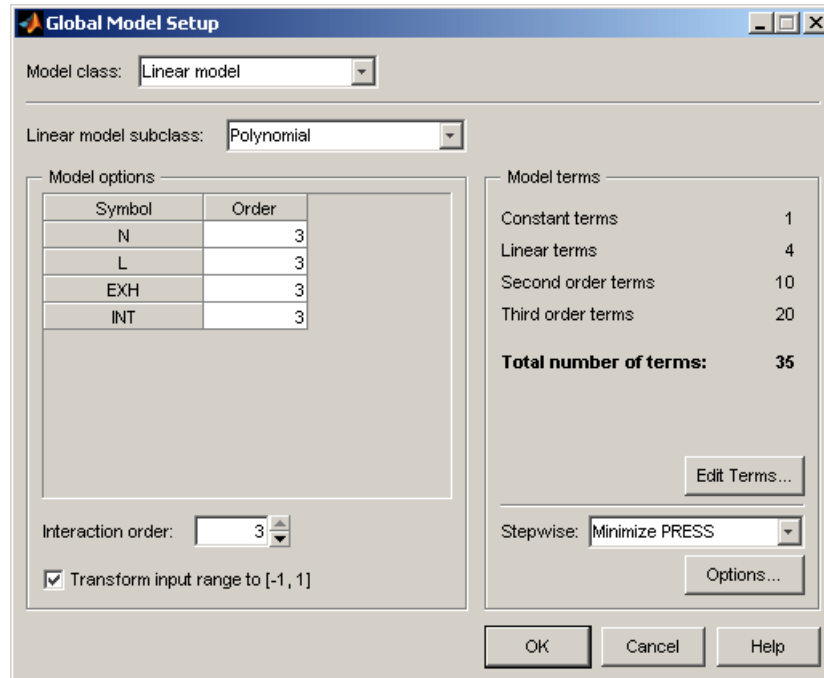 Global Model Setup
Model class: Linear model
Linear model subclass: Polynomial
Model options
Symbol Order
N 3
L 3
EXH 3
INT 3
Interaction order: 3
Transform input range to [-1, 1]
Model terms
Constant terms 1
Linear terms 4
Second order terms 10
Third order terms 20
Total number of terms: 35
Edit Terms...
Stepwise: Minimize PRESS
Options...
OK Cancel Help